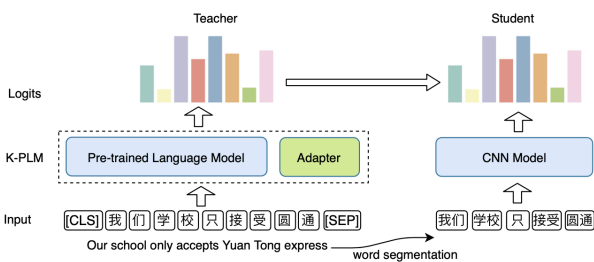 Teacher Student
Logits
K-PLM Pre-trained Language Model Adapter CNN Model
Input [CLS] 我 们 学 校 只 接 受 圆 通 [SEP] 我们 学校 只 接受 圆通
Our school only accepts Yuan Tong express
word segmentation